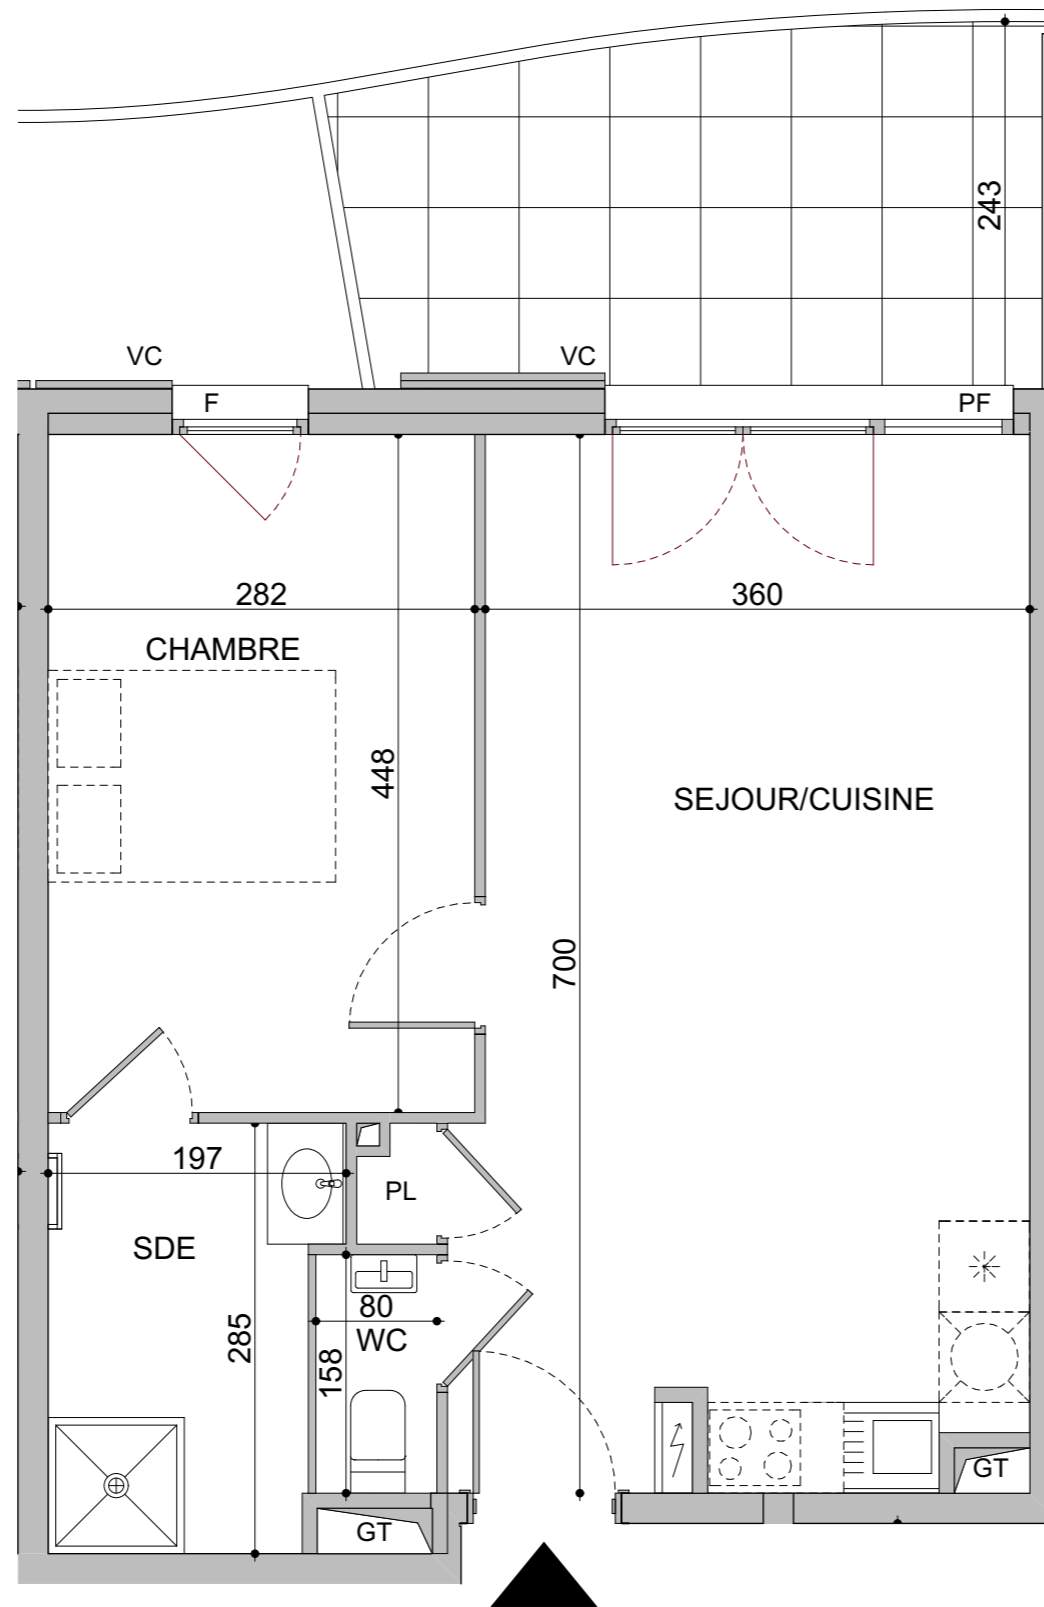 243
VC
VC
F
PF
282
360
CHAMBRE
448
SEJOUR/CUISINE
700
197
PL
SDE
80
WC
285
158
GT
GT